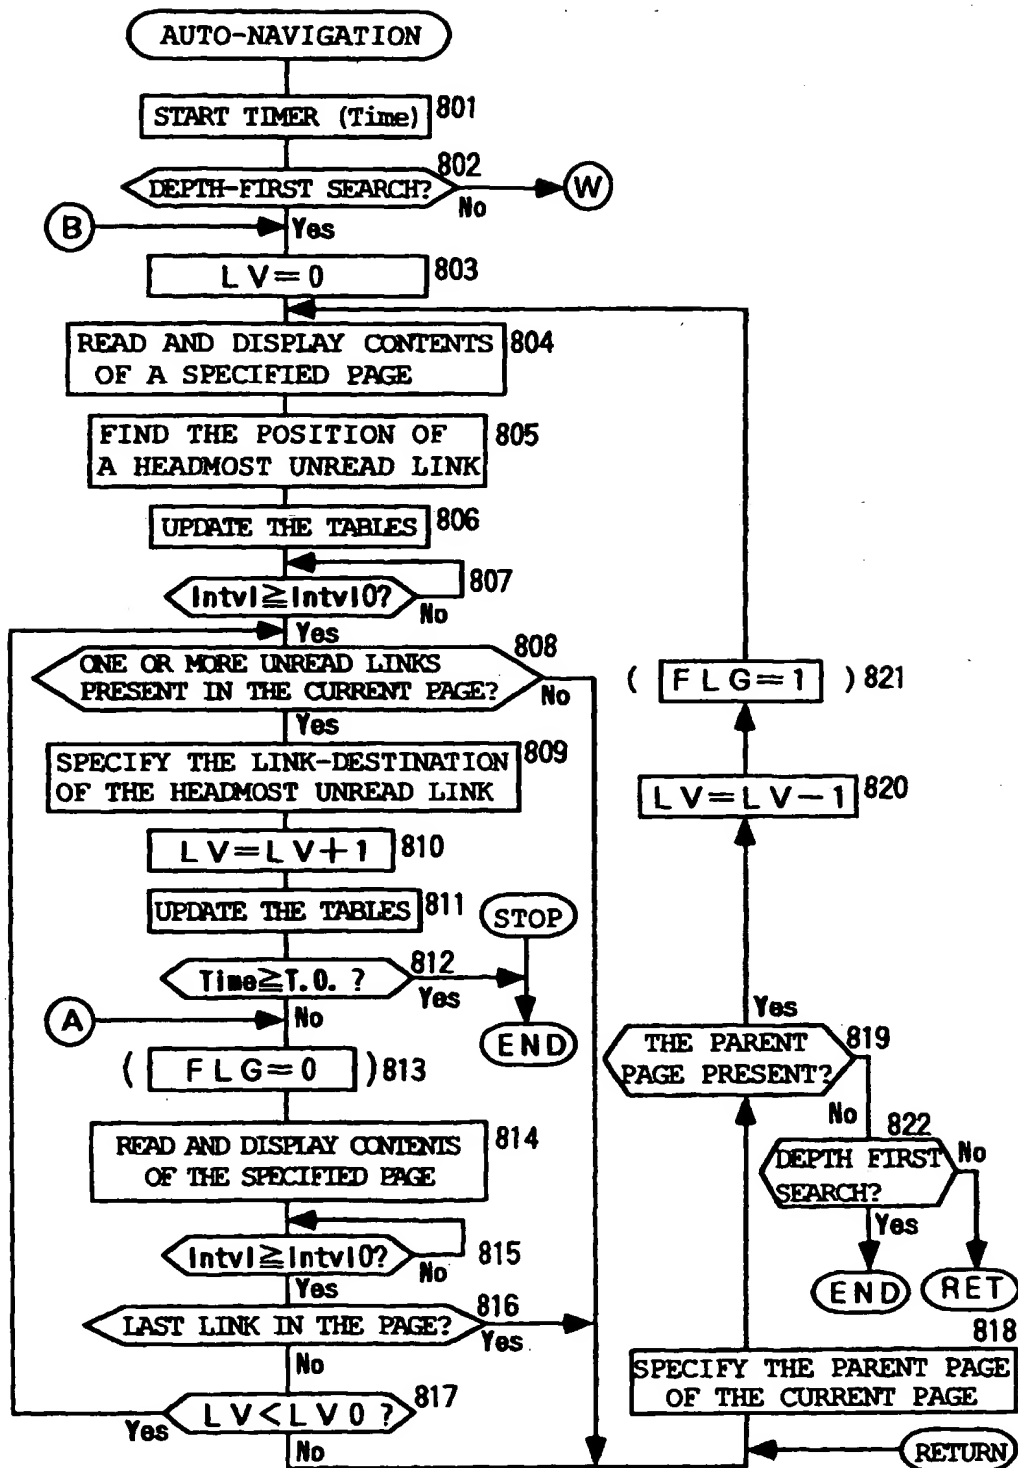 AUTO-NAVIGATION
START TIMER (Time) 801
DEPTH-FIRST SEARCH? 802
No
W
B
Yes
LV=0 803
READ AND DISPLAY CONTENTS
OF A SPECIFIED PAGE
804
FIND THE POSITION OF
A HEADMOST UNREAD LINK
805
UPDATE THE TABLES 806
Intvl≧Intvl0? 807
No
Yes
ONE OR MORE UNREAD LINKS
PRESENT IN THE CURRENT PAGE?
808
No
Yes
SPECIFY THE LINK-DESTINATION
OF THE HEADMOST UNREAD LINK
809
LV=LV+1 810
UPDATE THE TABLES 811
STOP
Time≧T.O.? 812
Yes
END
No
A
( FLG=0 ) 813
READ AND DISPLAY CONTENTS
OF THE SPECIFIED PAGE
814
Intvl≧Intvl0? 815
No
Yes
LAST LINK IN THE PAGE? 816
Yes
No
LV<LV0? 817
Yes
No
( FLG=1 ) 821
LV=LV-1 820
Yes
THE PARENT
PAGE PRESENT?
819
No
822
DEPTH FIRST
SEARCH?
No
Yes
END
RET
818
SPECIFY THE PARENT PAGE
OF THE CURRENT PAGE
RETURN